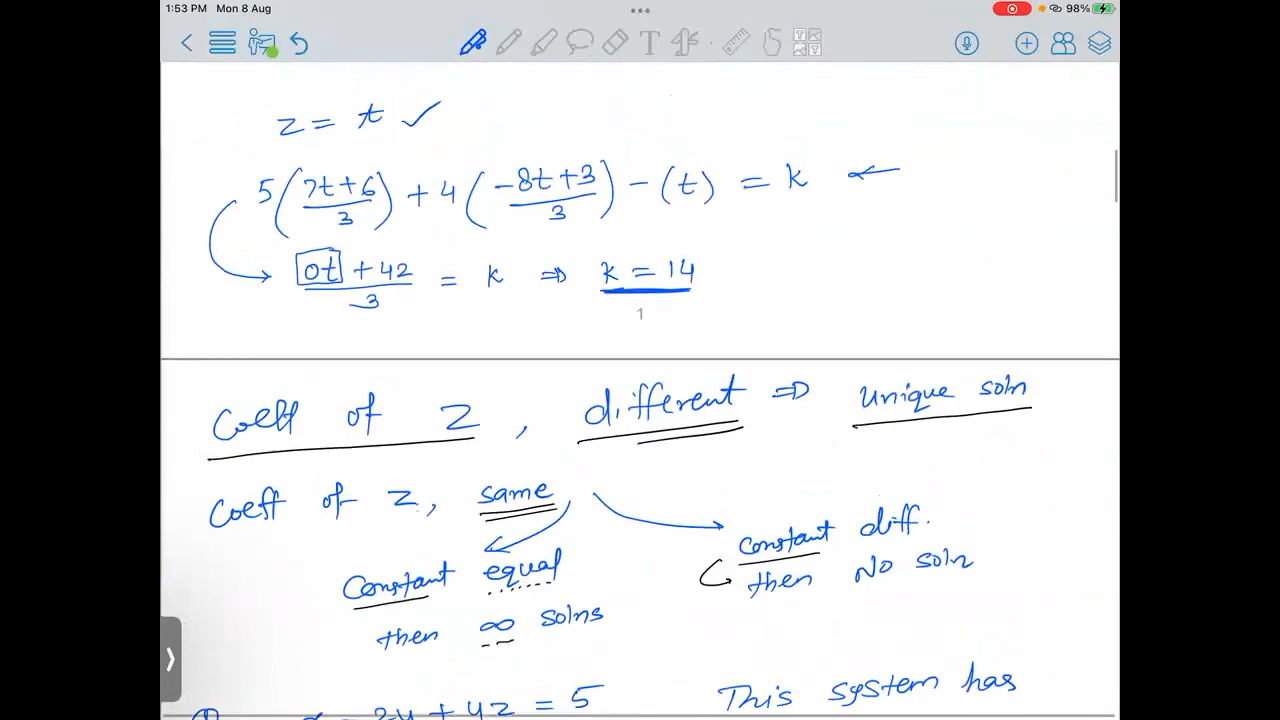 1:53 PM Mon 8 Aug 98%
z = t ✓
5(7t+6/3) + 4(-8t+3/3) - (t) = k ←
0t + 42/3 = k ⇒ k = 14
1
Coeff of z, different ⇒ unique soln
Coeff of z, same
Constant equal
then ∞ solns
Constant diff.
then No soln
= 5
This system has